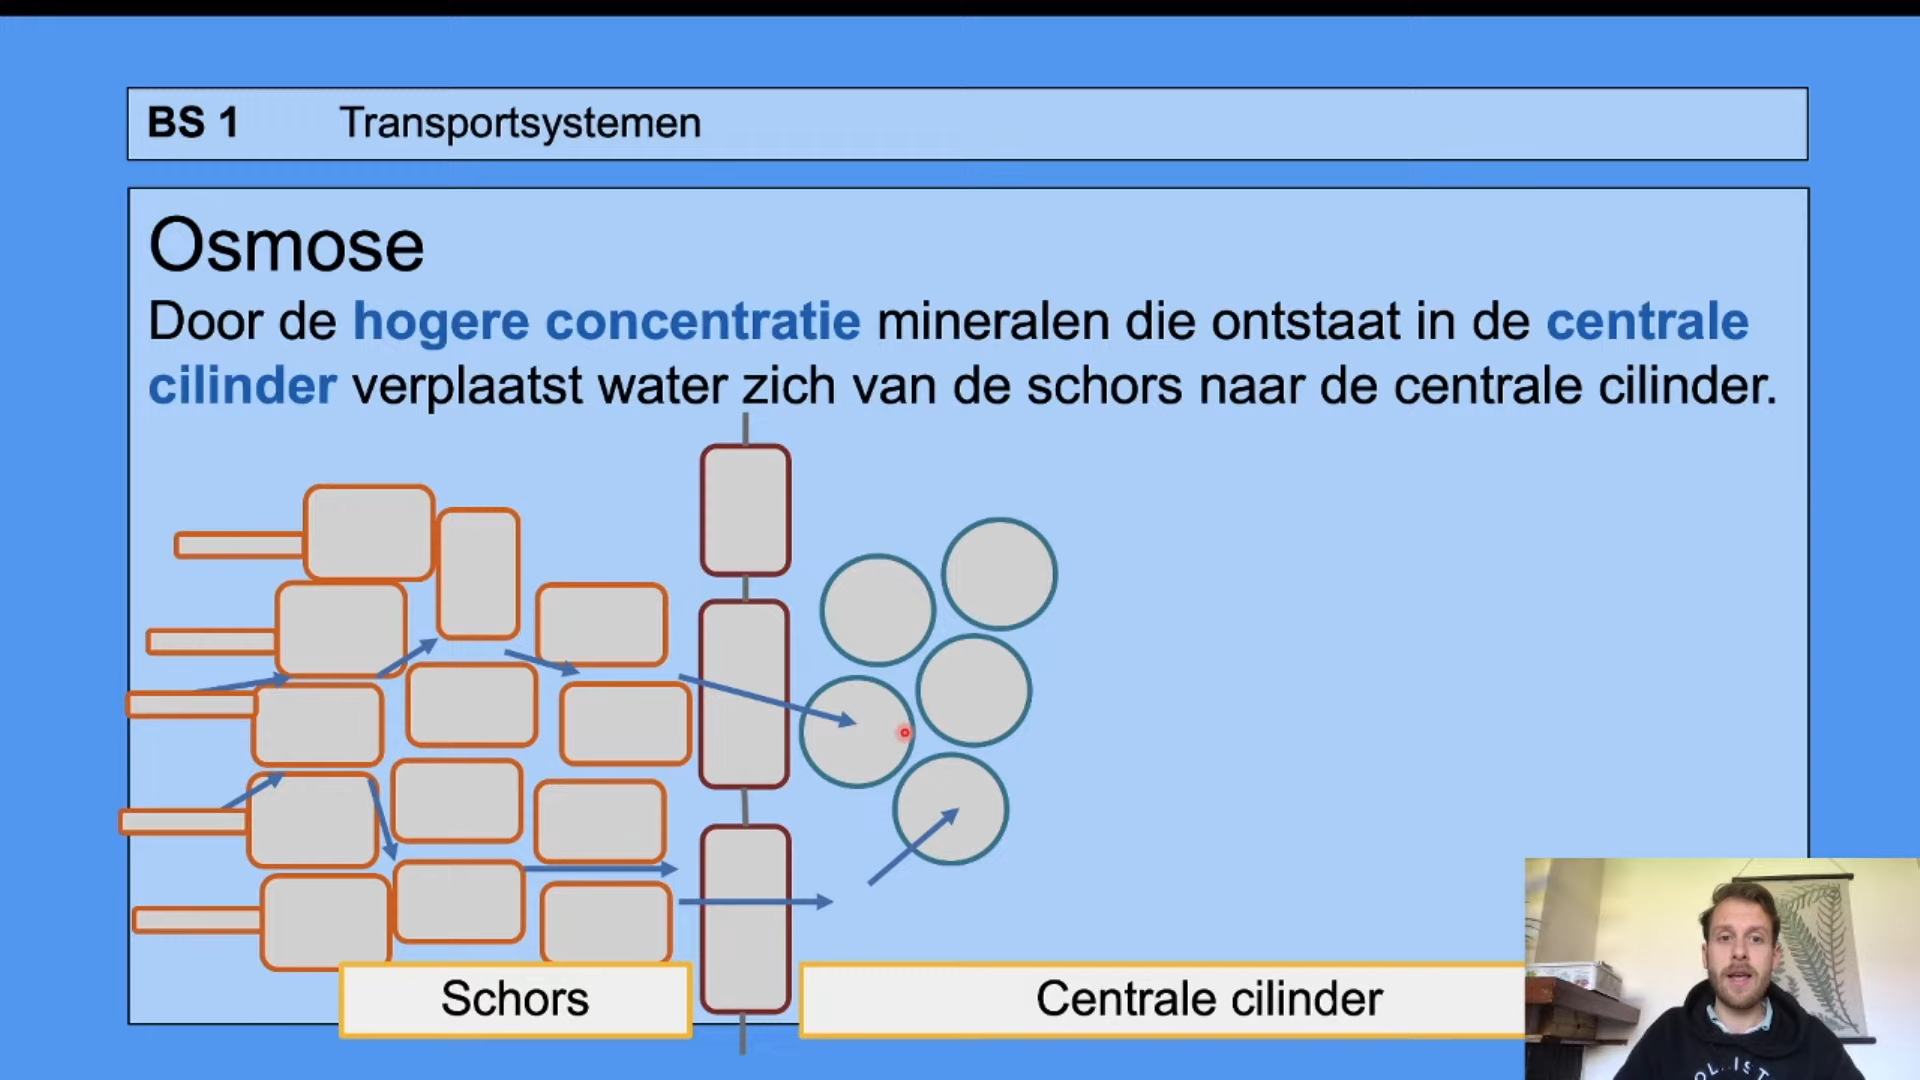 BS 1 Transportsystemen
Osmose
Door de hogere concentratie mineralen die ontstaat in de centrale
cilinder verplaatst water zich van de schors naar de centrale cilinder.
Schors
Centrale cilinder